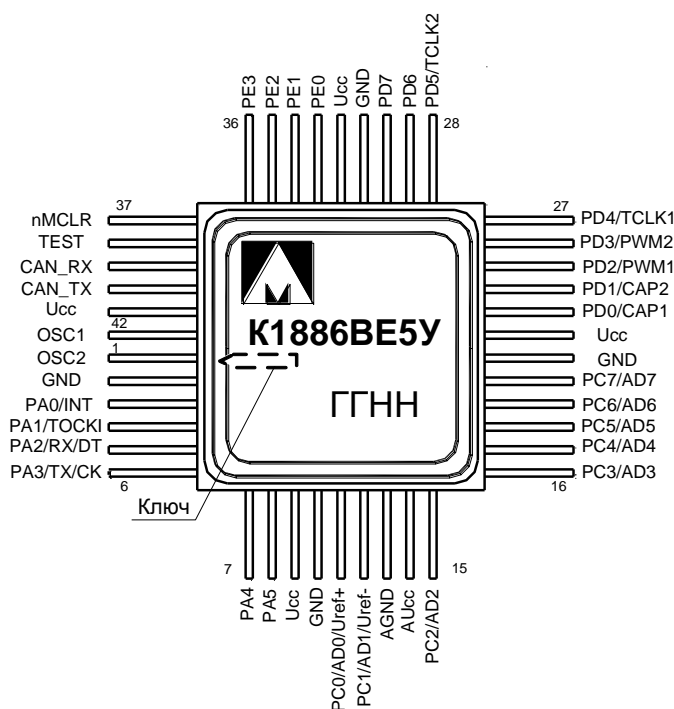 PE3
PE2
PE1
PE0
Ucc
GND
PD7
PD6
PD5/TCLK2
36
28
37
27
nMCLR
TEST
CAN_RX
CAN_TX
Ucc
42
OSC1
1
OSC2
GND
PA0/INT
PA1/TOCKI
PA2/RX/DT
PA3/TX/CK
6
К1886ВЕ5У
ГГНН
PD4/TCLK1
PD3/PWM2
PD2/PWM1
PD1/CAP2
PD0/CAP1
Ucc
GND
PC7/AD7
PC6/AD6
PC5/AD5
PC4/AD4
PC3/AD3
16
Ключ
7
15
PA4
PA5
Ucc
GND
PC0/AD0/Uref+
PC1/AD1/Uref-
AGND
AUcc
PC2/AD2